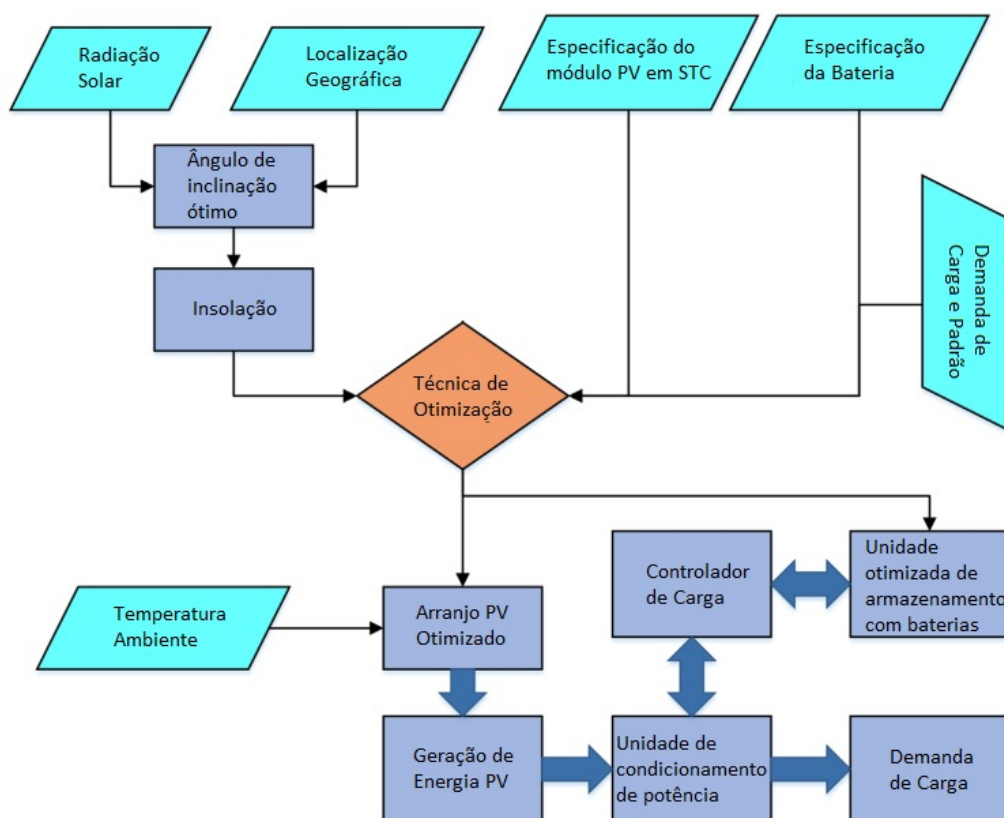 Radiação
Solar
Localização
Geográfica
Especificação do
módulo PV em STC
Especificação
da Bateria
Ângulo de
inclinação
ótimo
Demanda de
Carga e Padrão
Insolação
Técnica de
Otimização
Temperatura
Ambiente
Arranjo PV
Otimizado
Controlador
de Carga
Unidade
otimizada de
armazenamento
com baterias
Geração de
Energia PV
Unidade de
condicionamento
de potência
Demanda
de Carga